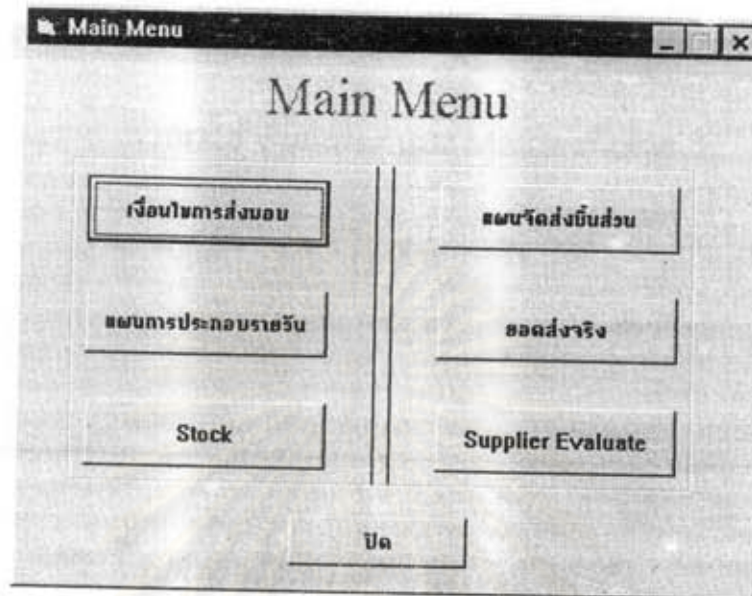 Main Menu
Main Menu
เงื่อนไขการส่งมอบ
แผนจัดส่งชิ้นส่วน
แผนการประกอบรายวัน
ยอดส่งจริง
Stock
Supplier Evaluate
ปิด